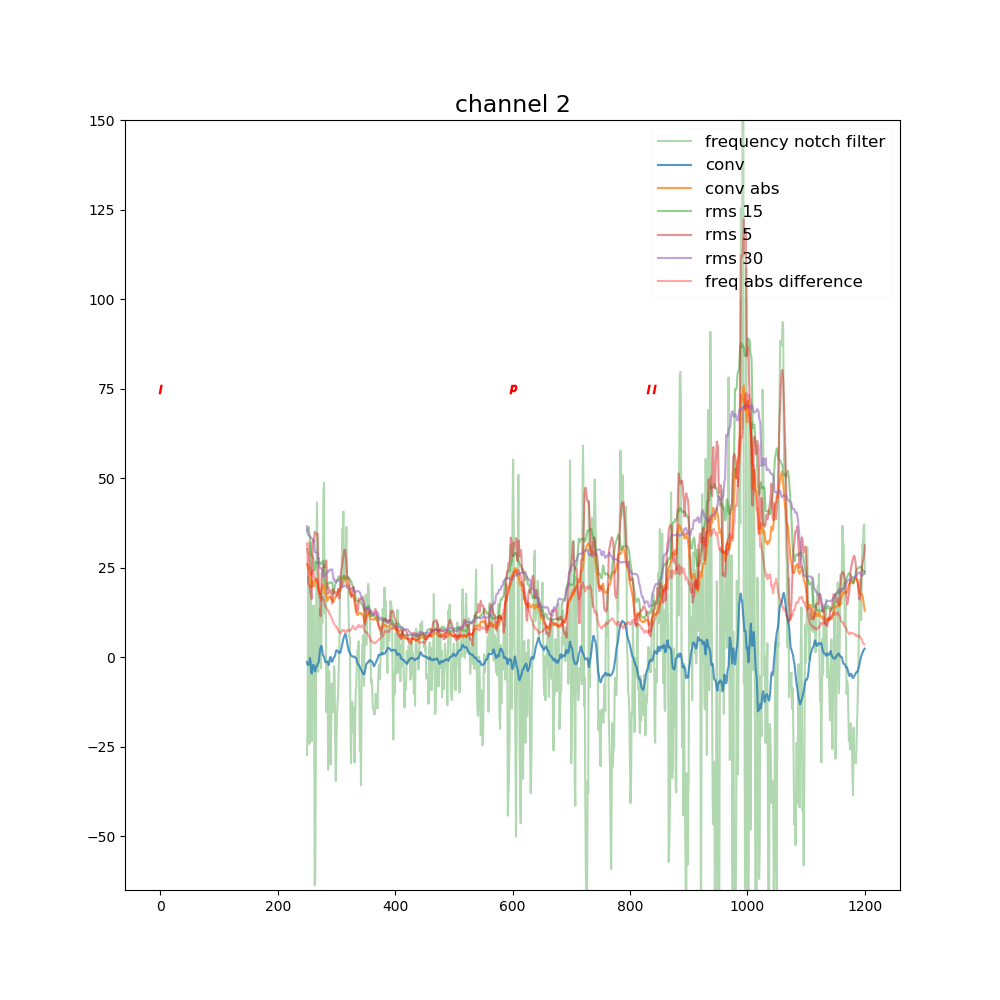 channel 2
150
frequency notch filter
conv
conv abs
125
rms 15
rms 5
rms 30
freq abs difference
100
75
I p I I
50
25
0
−25
−50
0 200 400 600 800 1000 1200